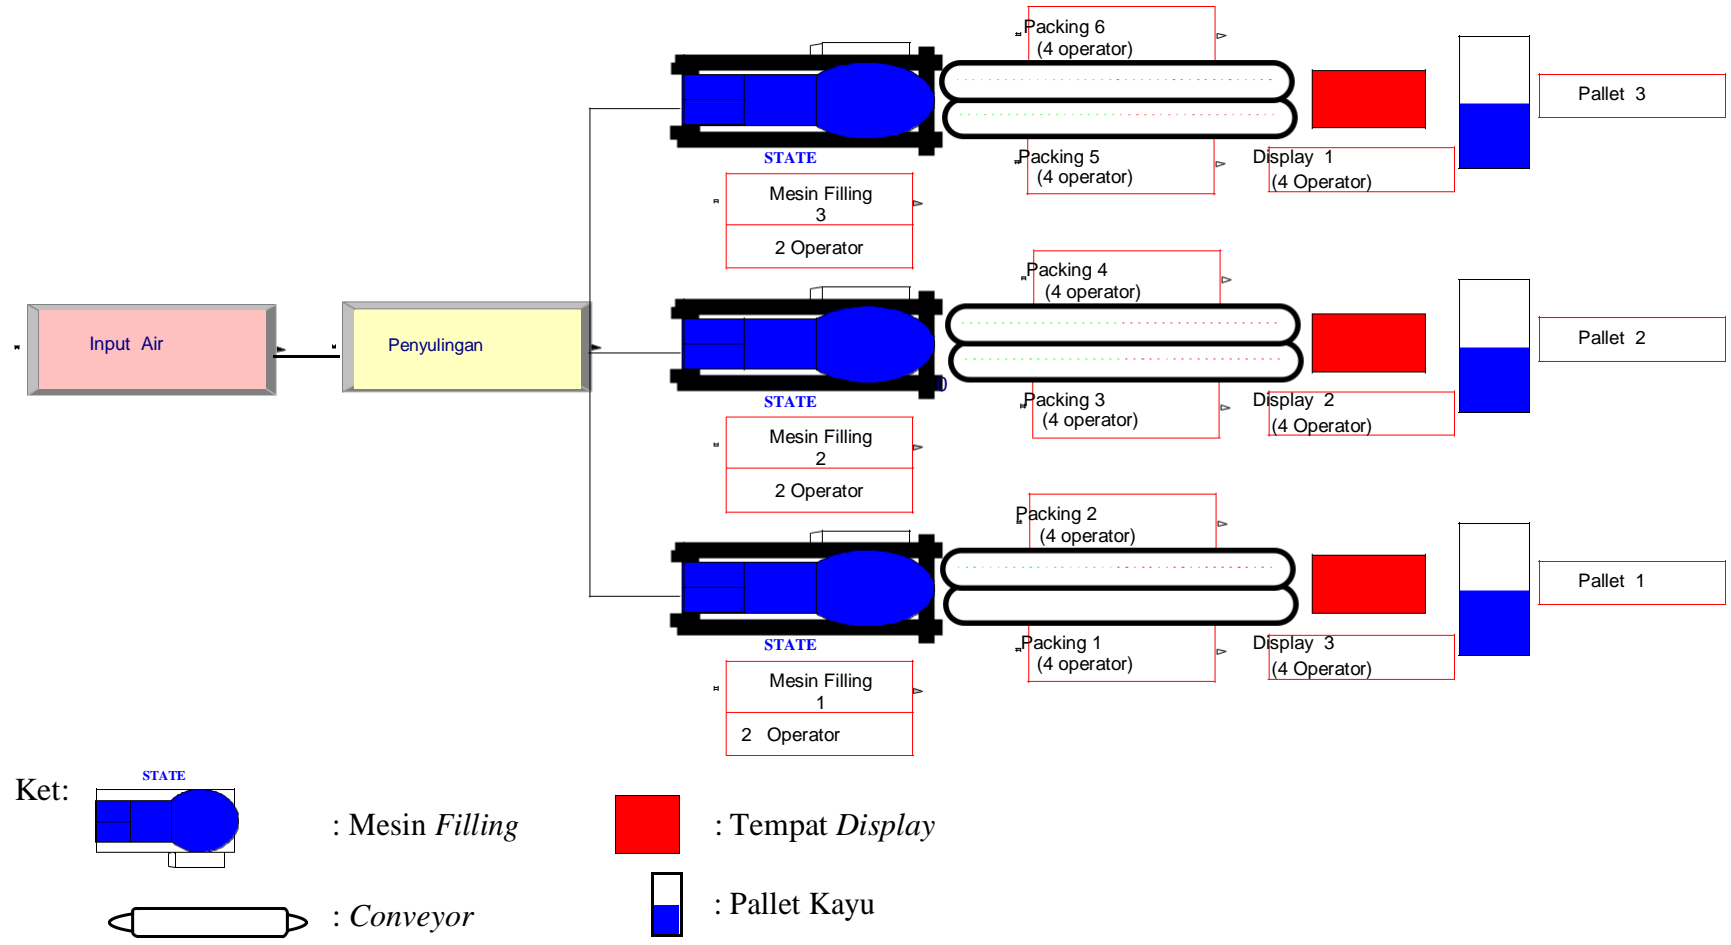 Packing 6
(4 operator)
Pallet 3
STATE
Packing 5
(4 operator)
Display 1
(4 Operator)
Mesin Filling
3
2 Operator
Packing 4
(4 operator)
Input Air
Penyulingan
Pallet 2
0
STATE
Packing 3
(4 operator)
Display 2
(4 Operator)
Mesin Filling
2
2 Operator
Packing 2
(4 operator)
Pallet 1
STATE
Packing 1
(4 operator)
Display 3
(4 Operator)
Mesin Filling
1
2 Operator
Ket:
STATE
: Mesin Filling
: Tempat Display
: Conveyor
: Pallet Kayu